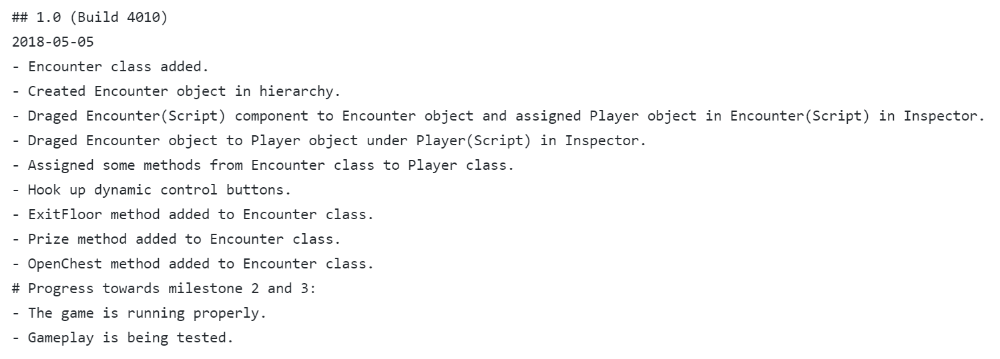 ## 1.0 (Build 4010)
2018-05-05
- Encounter class added.
- Created Encounter object in hierarchy.
- Draged Encounter(Script) component to Encounter object and assigned Player object in Encounter(Script) in Inspector.
- Draged Encounter object to Player object under Player(Script) in Inspector.
- Assigned some methods from Encounter class to Player class.
- Hook up dynamic control buttons.
- ExitFloor method added to Encounter class.
- Prize method added to Encounter class.
- OpenChest method added to Encounter class.
# Progress towards milestone 2 and 3:
- The game is running properly.
- Gameplay is being tested.